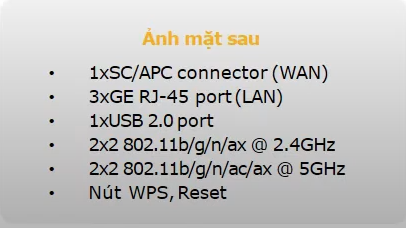 Ảnh mặt sau
• 1xSC/APC connector (WAN)
• 3xGE RJ-45 port (LAN)
• 1xUSB 2.0 port
• 2x2 802.11b/g/n/ax @ 2.4GHz
• 2x2 802.11b/g/n/ac/ax @ 5GHz
• Nút WPS, Reset